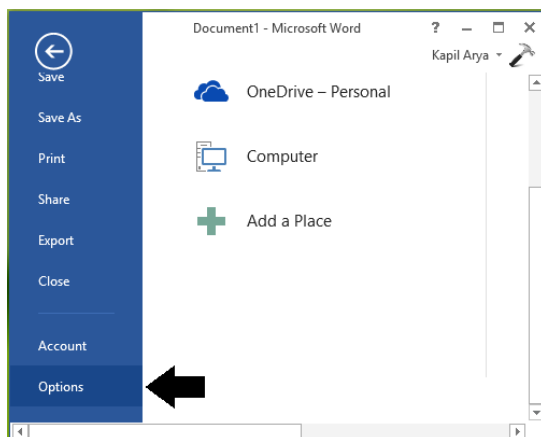 Document1 - Microsoft Word
?
Kapil Arya
Save
Save As
Print
Share
Export
Close
Account
Options
OneDrive – Personal
Computer
Add a Place